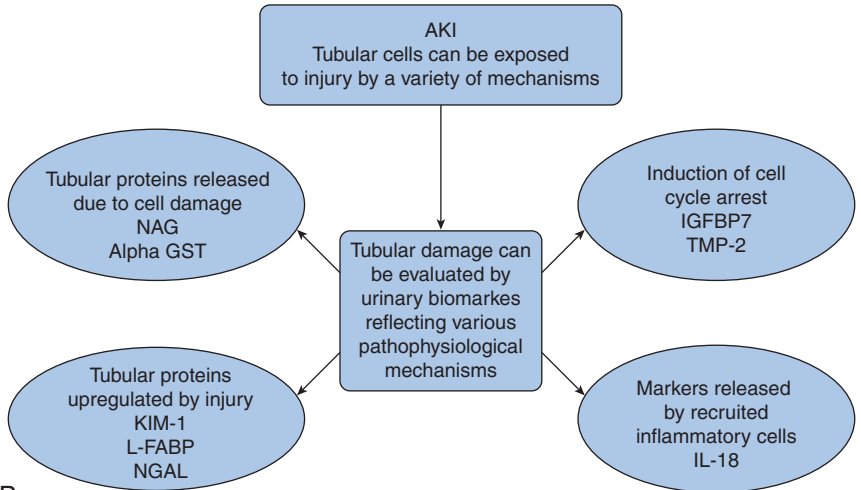 AKI
Tubular cells can be exposed
to injury by a variety of mechanisms
Tubular proteins released
due to cell damage
NAG
Alpha GST
Induction of cell
cycle arrest
IGFBP7
TMP-2
Tubular damage can
be evaluated by
urinary biomarkes
reflecting various
pathophysiological
mechanisms
Tubular proteins
upregulated by injury
KIM-1
L-FABP
NGAL
Markers released
by recruited
inflammatory cells
IL-18